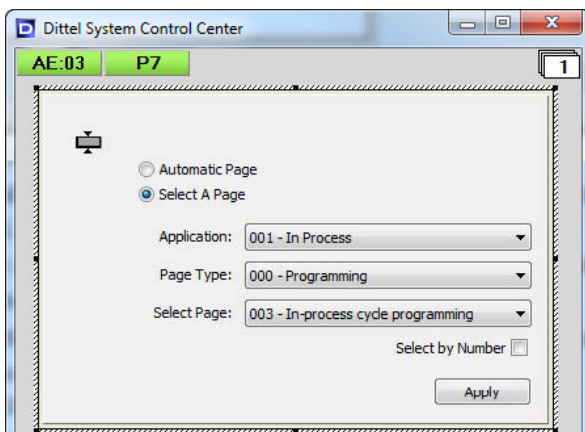 D Dittel System Control Center
AE:03 P7 1
Automatic Page
Select A Page
Application: 001 - In Process
Page Type: 000 - Programming
Select Page: 003 - In-process cycle programming
Select by Number
Apply